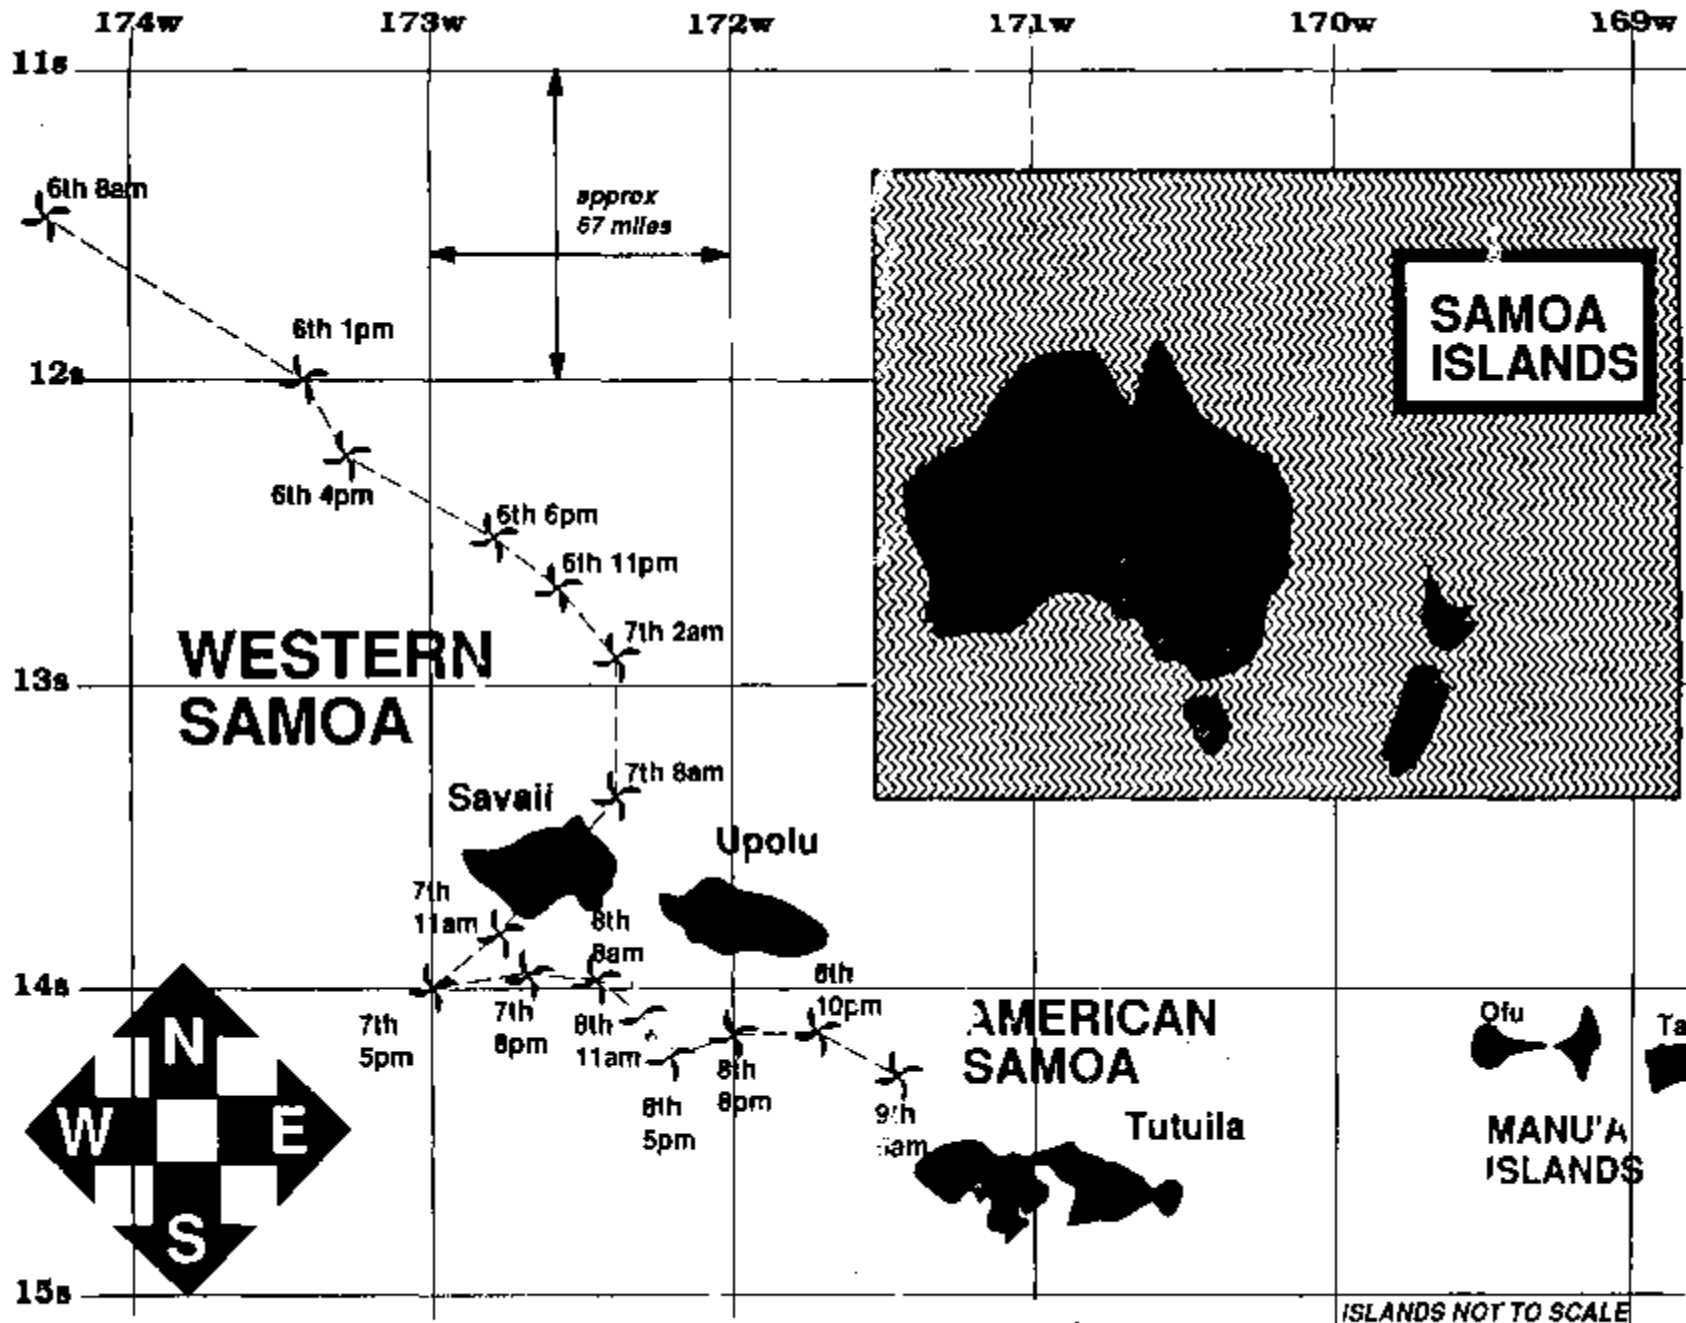 174w 173w 172w 171w 170w 169w
11s
6th 8am
approx
57 miles
SAMOA
ISLANDS
6th 1pm
12s
6th 4pm
6th 6pm
6th 11pm
7th 2am
WESTERN
SAMOA
13s
7th 8am
Savaii
Upolu
7th
11am
8th
8am
14s
7th
5pm
7th
8pm
8th
11am
8th
10pm
8th
5pm
8th
8pm
9th
AMERICAN
SAMOA
Tutuila
Ofu
Ta
MANU'A
ISLANDS
N
W E
S
15s
ISLANDS NOT TO SCALE